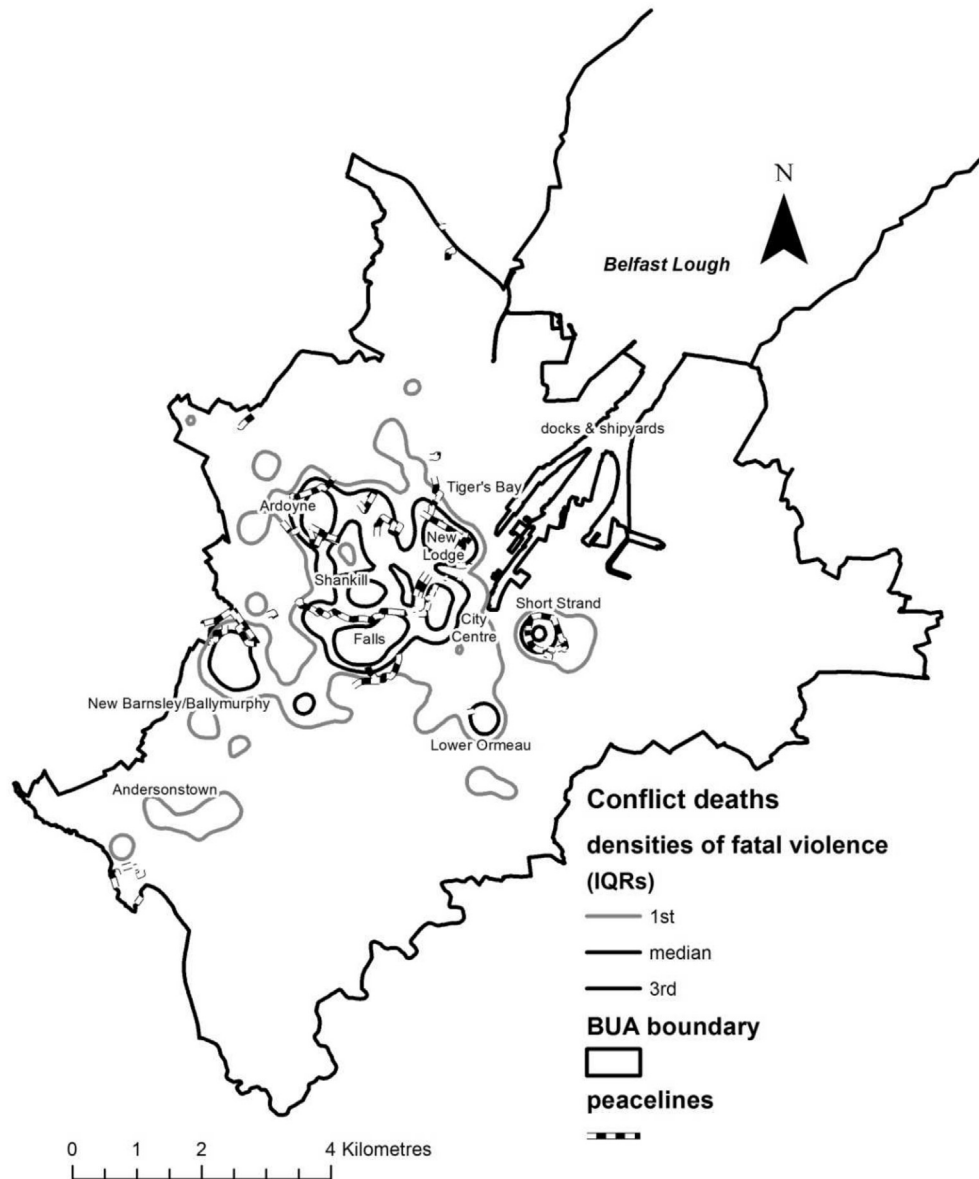 N
Belfast Lough
docks & shipyards
Tiger's Bay
Ardoyne
New
Lodge
Shankill
Short Strand
City
Centre
Falls
New Barnsley/Ballymurphy
Lower Ormeau
Andersonstown
Conflict deaths
densities of fatal violence
(IQRs)
1st
median
3rd
BUA boundary
peacelines
0 1 2 4 Kilometres